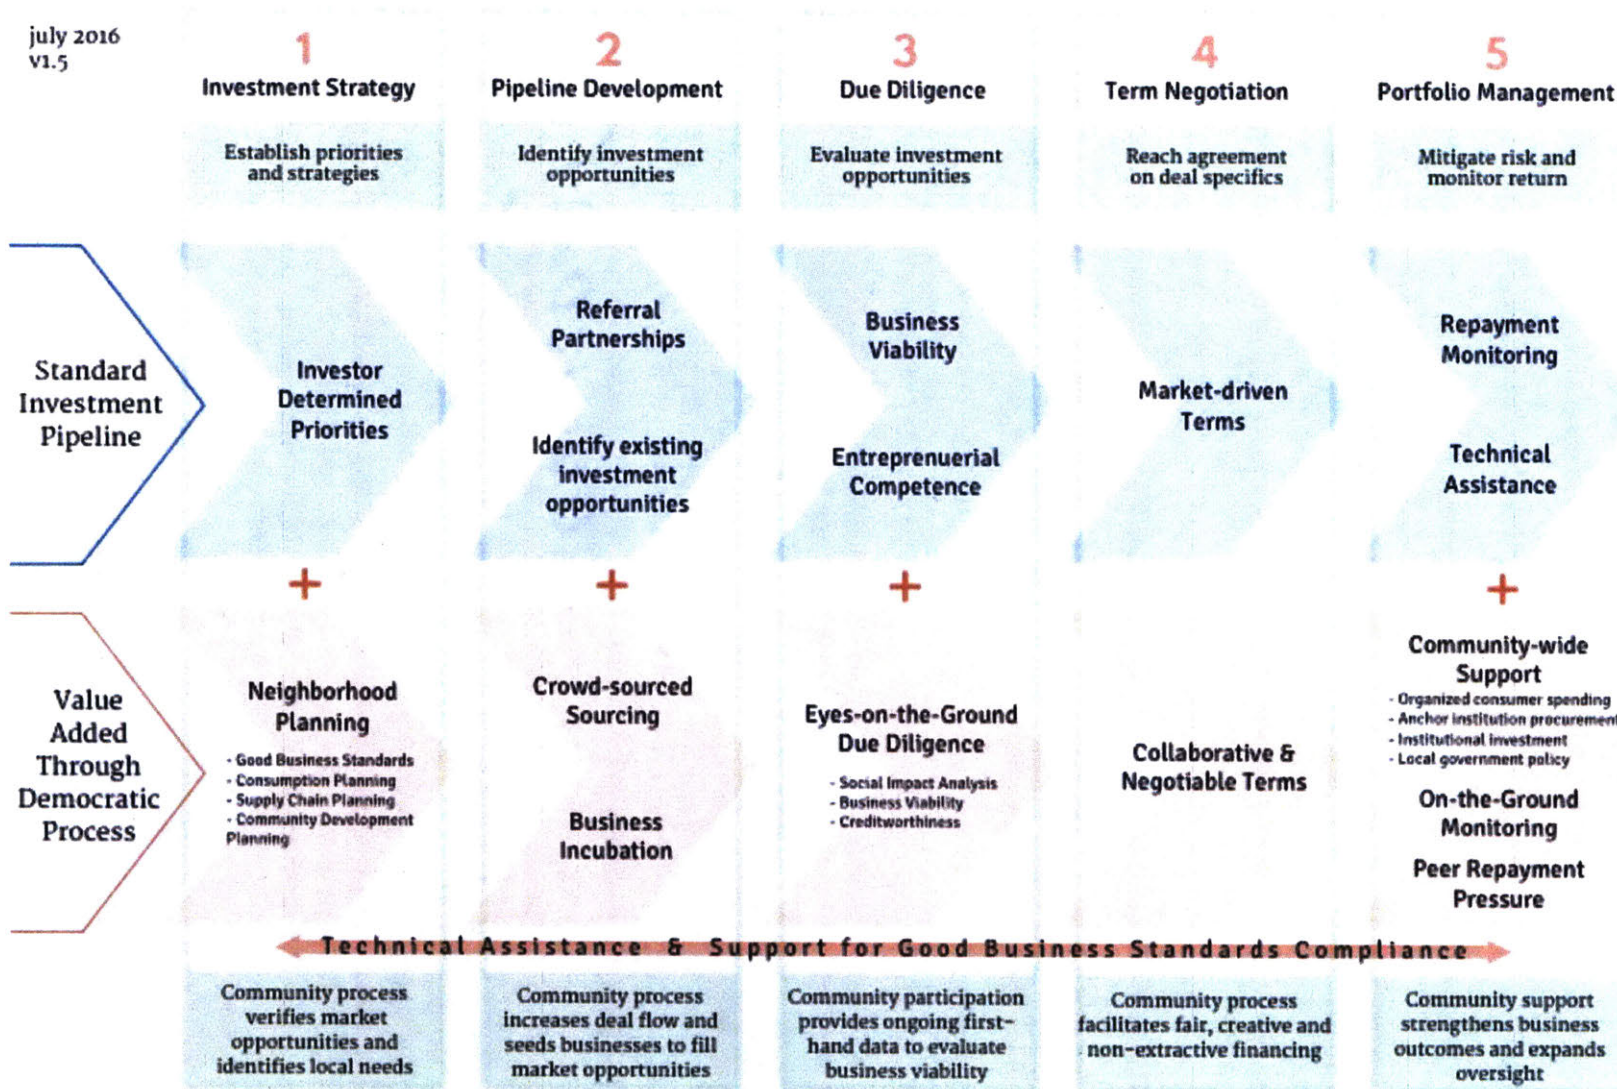 july 2016
v1.5
1
Investment Strategy
2
Pipeline Development
3
Due Diligence
4
Term Negotiation
5
Portfolio Management
Establish priorities
and strategies
Identify investment
opportunities
Evaluate investment
opportunities
Reach agreement
on deal specifics
Mitigate risk and
monitor return
Standard
Investment
Pipeline
Investor
Determined
Priorities
Referral
Partnerships
Identify existing
investment
opportunities
Business
Viability
Entreprenuerial
Competence
Market-driven
Terms
Repayment
Monitoring
Technical
Assistance
+
+
+
+
Value
Added
Through
Democratic
Process
Neighborhood
Planning
- Good Business Standards
- Consumption Planning
- Supply Chain Planning
- Community Development
Planning
Crowd-sourced
Sourcing
Business
Incubation
Eyes-on-the-Ground
Due Diligence
- Social Impact Analysis
- Business Viability
- Creditworthiness
Collaborative &
Negotiable Terms
Community-wide
Support
- Organized consumer spending
- Anchor institution procurement
- Institutional investment
- Local government policy
On-the-Ground
Monitoring
Peer Repayment
Pressure
Technical Assistance & Support for Good Business Standards Compliance
Community process
verifies market
opportunities and
identifies local needs
Community process
increases deal flow and
seeds businesses to fill
market opportunities
Community participation
provides ongoing first-
hand data to evaluate
business viability
Community process
facilitates fair, creative and
non-extractive financing
Community support
strengthens business
outcomes and expands
oversight